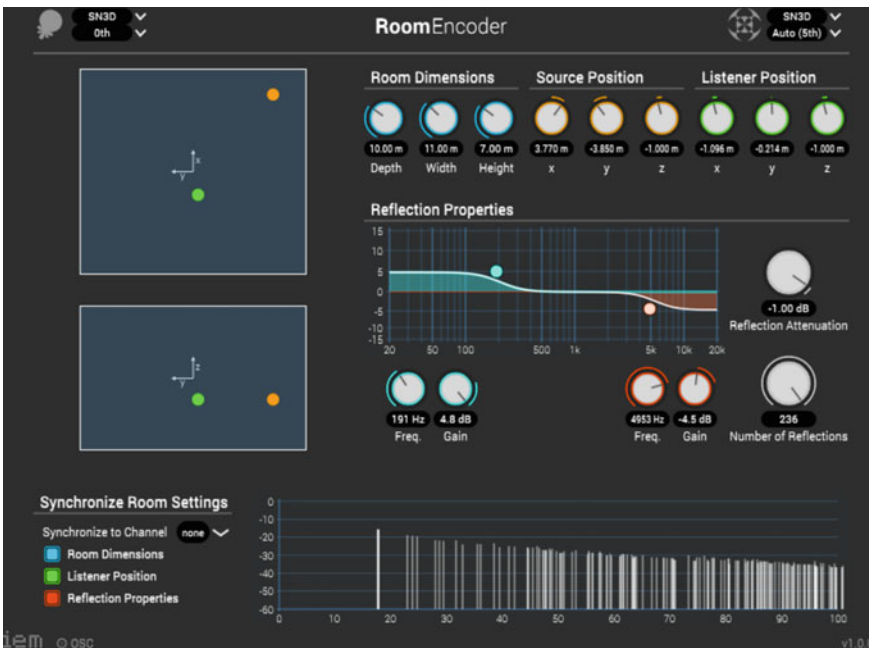 SN3D
0th
RoomEncoder
SN3D
Auto (5th)
Room Dimensions
Source Position
Listener Position
10.00 m
11.00 m
7.00 m
3.770 m
-3.850 m
-1.000 m
-1.096 m
-0.214 m
-1.000 m
Depth
Width
Height
x
y
z
x
y
z
x
y
z
y
Reflection Properties
15
10
5
0
-5
-10
-15
20
50
100
500
1k
5k
10k
20k
-1.00 dB
Reflection Attenuation
191 Hz
4.8 dB
Freq.
Gain
4953 Hz
-4.5 dB
Freq.
Gain
236
Number of Reflections
Synchronize Room Settings
Synchronize to Channel none
Room Dimensions
Listener Position
Reflection Properties
0
-10
-20
-30
-40
-50
-60
0
10
20
30
40
50
60
70
80
90
100
iem
OSC
v1.0